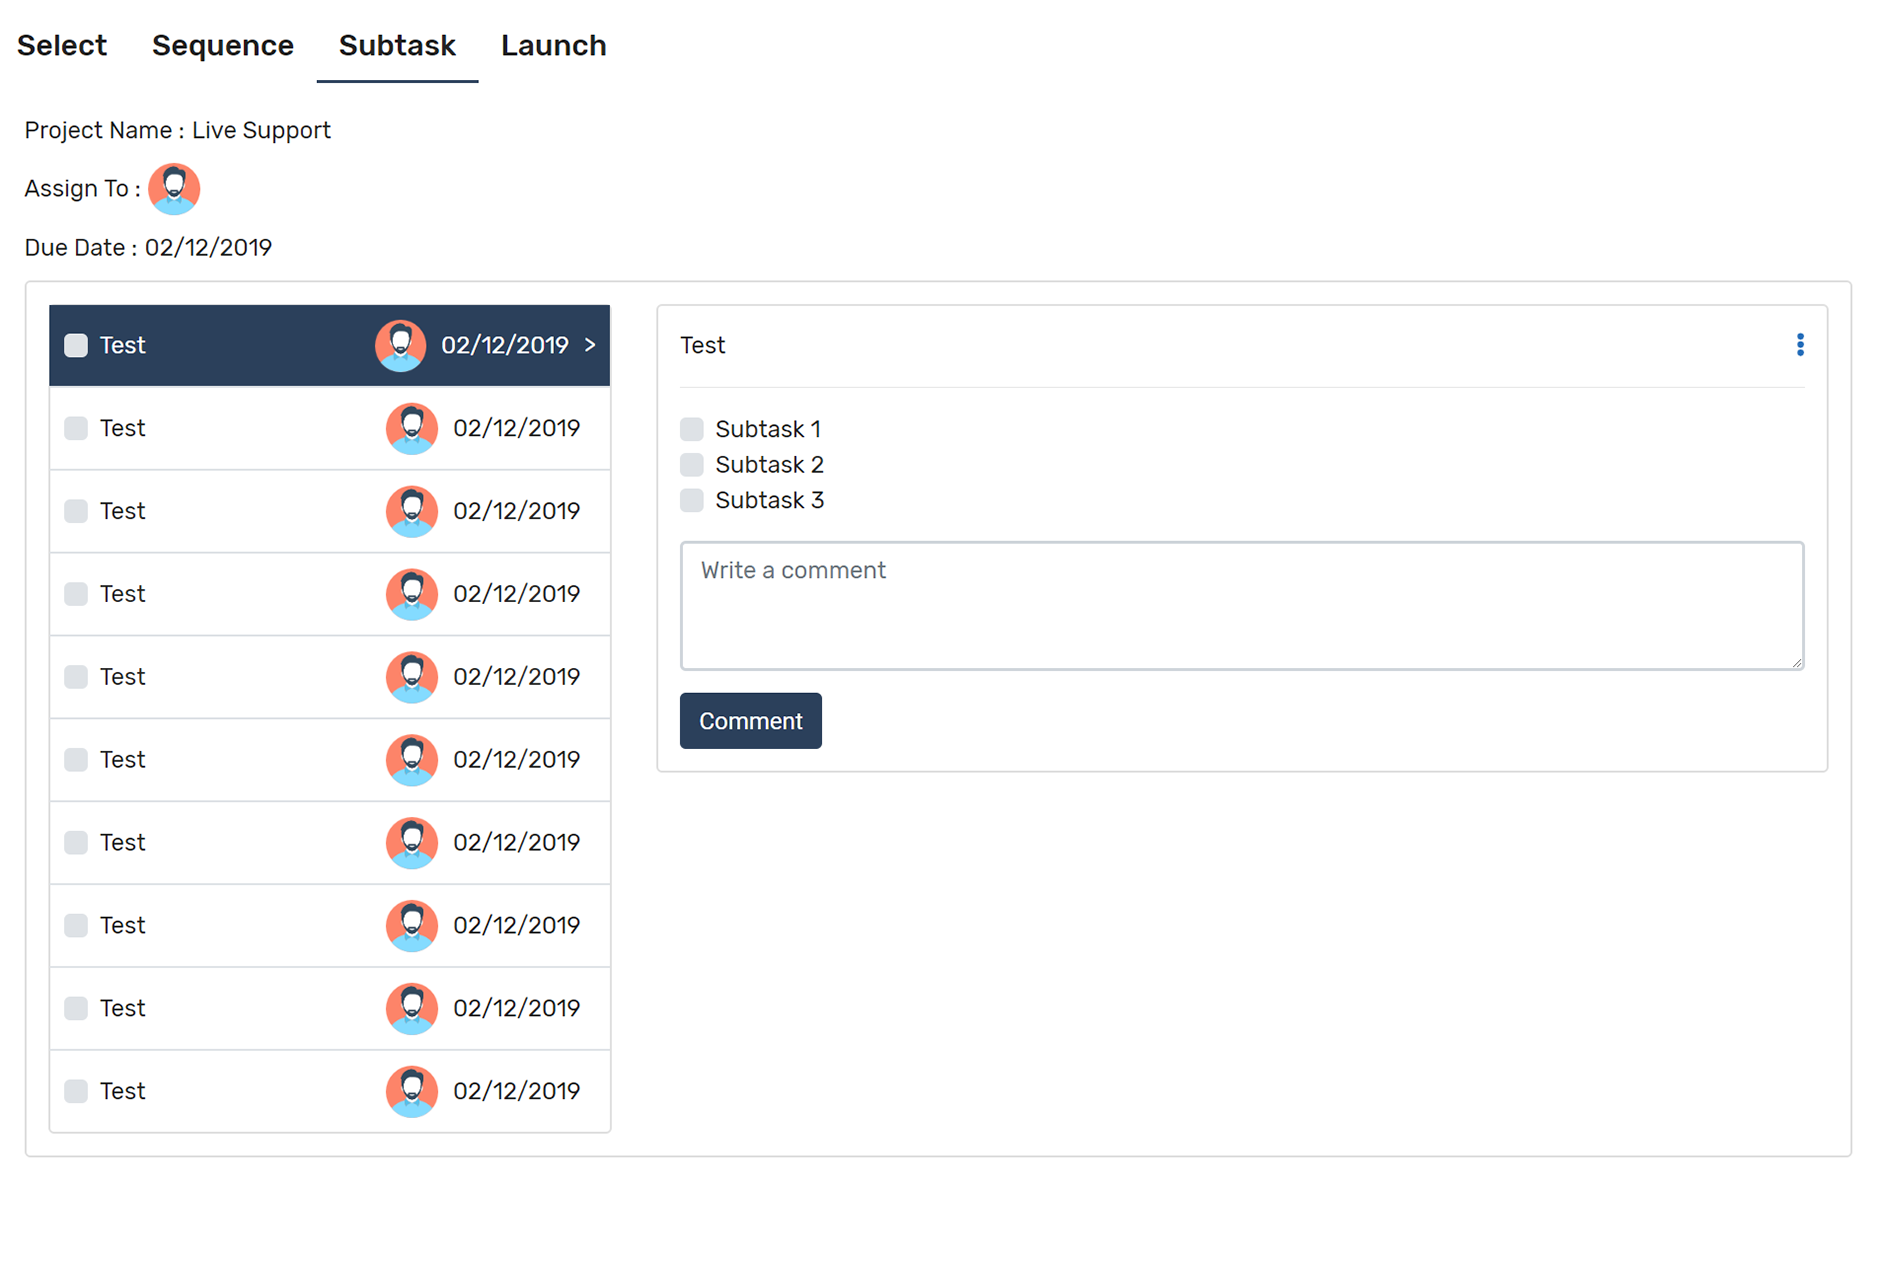 Select Sequence Subtask Launch
Project Name : Live Support
Assign To :
Due Date : 02/12/2019
Test 02/12/2019 >
Test 02/12/2019
Test 02/12/2019
Test 02/12/2019
Test 02/12/2019
Test 02/12/2019
Test 02/12/2019
Test 02/12/2019
Test 02/12/2019
Test 02/12/2019
Test
Subtask 1
Subtask 2
Subtask 3
Write a comment
Comment